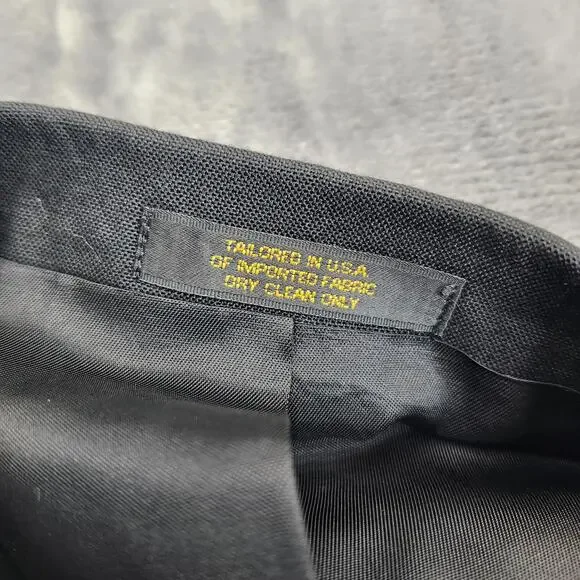 TAILORED IN U.S.A.
OF IMPORTED FABRIC
DRY CLEAN ONLY